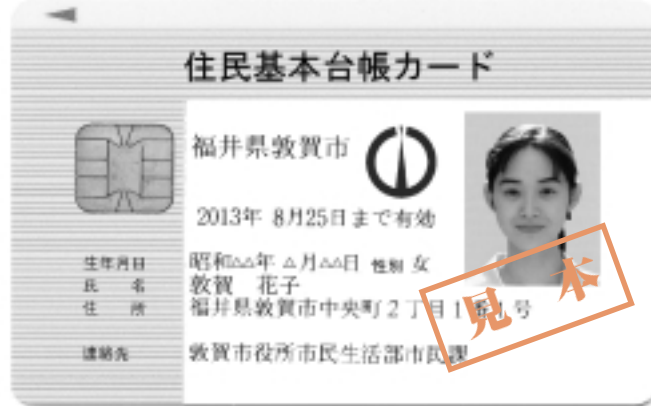 住民基本台帳カード
福井県敦賀市
2013年 8月25日まで有効
生年月日 昭和△△年 △月△△日 性別 女
氏 名 敦賀 花子
住 所 福井県敦賀市中央町2丁目1番1号
連絡先 敦賀市役所市民生活部市民課
見本